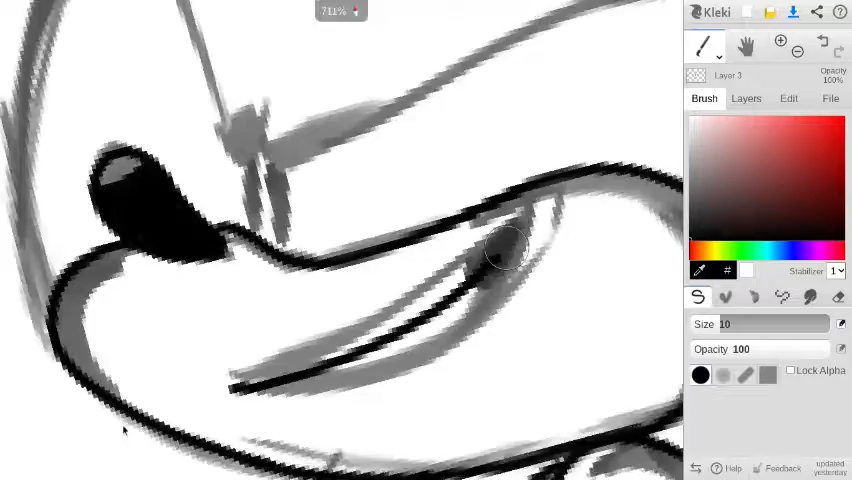 711%
Kleki
Layer 3
Opacity
100%
Brush Layers Edit File
#
Stabilizer 1
Size 10
Opacity 100
Lock Alpha
Help
Feedback
updated
yesterday